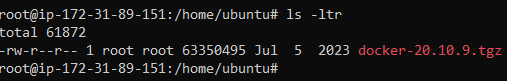 root@ip-172-31-89-151:/home/ubuntu# ls -ltr
total 61872
-rw-r--r-- 1 root root 63350495 Jul  5  2023 docker-20.10.9.tgz
root@ip-172-31-89-151:/home/ubuntu#